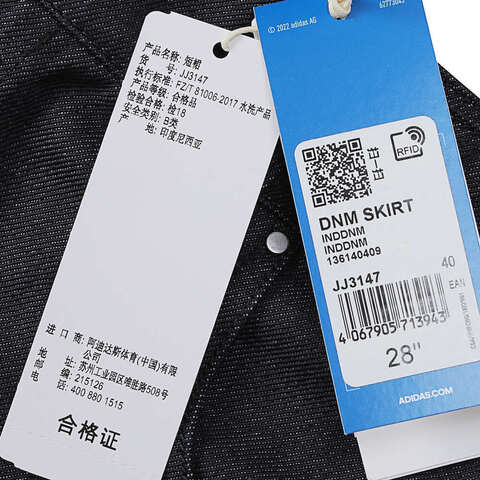 产品名称: 短裙
货 号: JJ3147
执行标准: FZ/T 81006-2017 水洗产品
产品等级: 合格品
检验合格: 检18
安全类别: B类
产 地: 印度尼西亚
进 口 商: 阿迪达斯体育(中国)有限公司
地 址: 苏州工业园区唯胜路508号
邮 编: 215126
电 话: 400 880 1515
合格证
© 2022 adidas AG
RFID
DNM SKIRT
INDDNM
INDDNM
136140409
JJ3147
40
EAN
4 067905 713943
28"
ADIDAS.COM